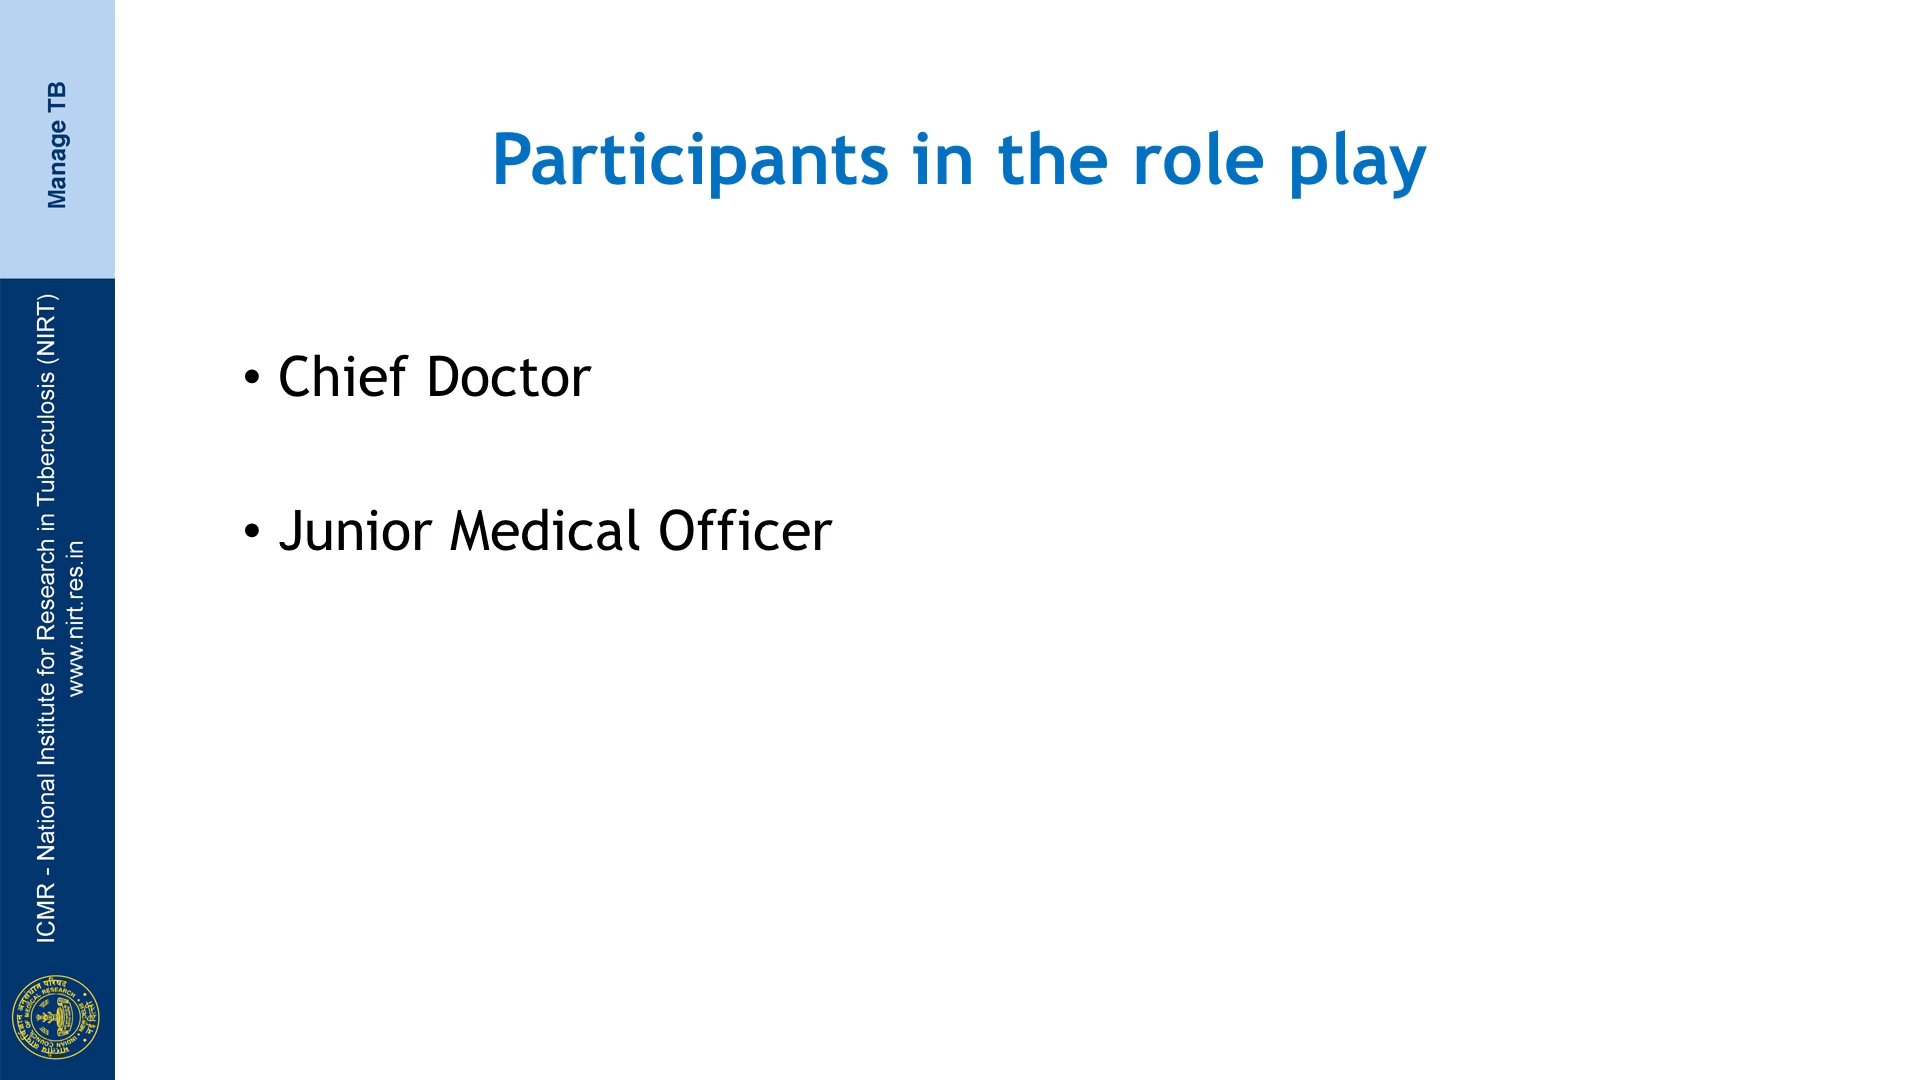 Manage TB
ICMR - National Institute for Research in Tuberculosis (NIRT)
www.nirt.res.in
Participants in the role play
• Chief Doctor
• Junior Medical Officer